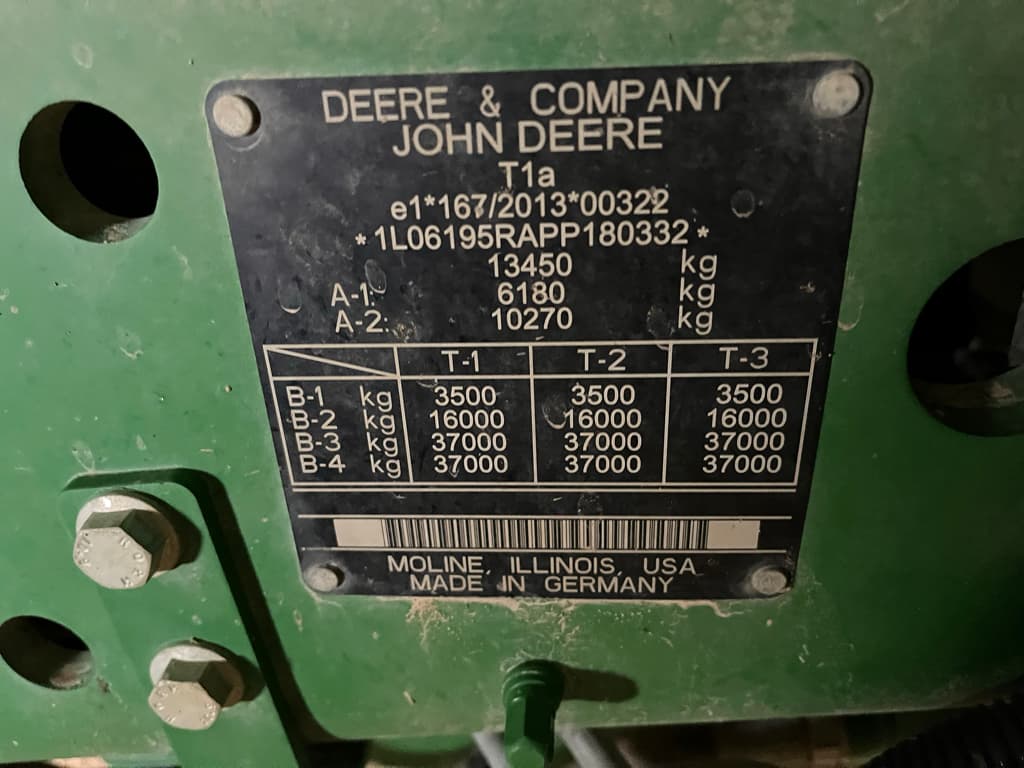 DEERE & COMPANY
JOHN DEERE
T1a
e1*167/2013*00322
*1L06195RAPP180332*
13450 kg
A-1: 6180 kg
A-2: 10270 kg
T-1 T-2 T-3
B-1 kg 3500 3500 3500
B-2 kg 16000 16000 16000
B-3 kg 37000 37000 37000
B-4 kg 37000 37000 37000
MOLINE, ILLINOIS, USA
MADE IN GERMANY